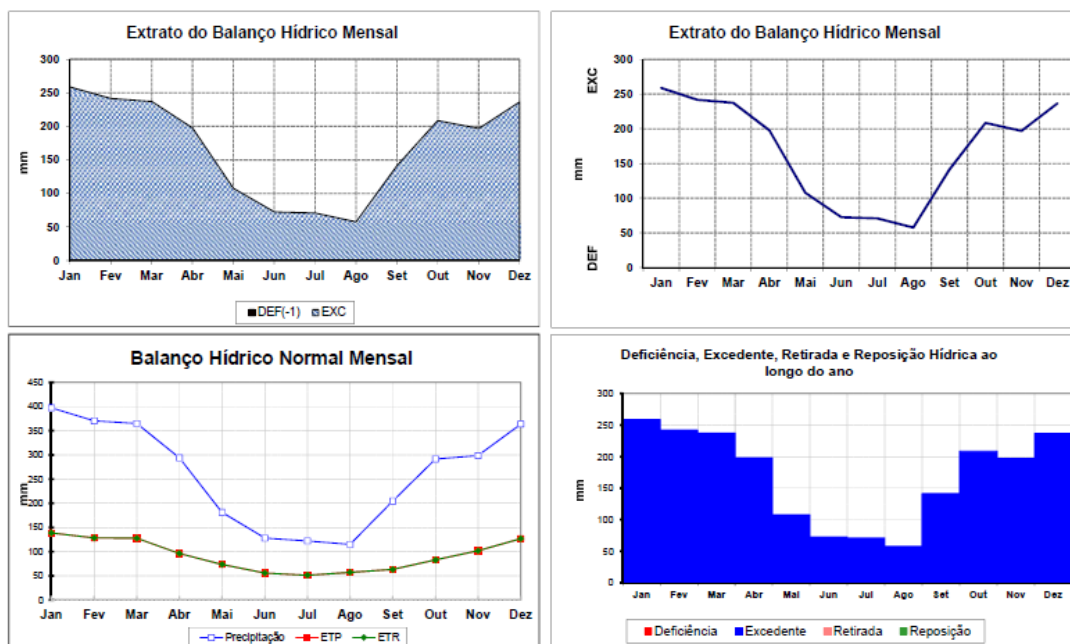 Extrato do Balanço Hídrico Mensal
300
250
200
150
100
50
0
mm
Jan Fev Mar Abr Mai Jun Jul Ago Set Out Nov Dez
DEF(-1) EXC
Extrato do Balanço Hídrico Mensal
300
250
200
150
100
50
0
EXC
mm
DEF
Jan Fev Mar Abr Mai Jun Jul Ago Set Out Nov Dez
Balanço Hídrico Normal Mensal
450
400
350
300
250
200
150
100
50
0
mm
Jan Fev Mar Abr Mai Jun Jul Ago Set Out Nov Dez
Precipitação ETP ETR
Deficiência, Excedente, Retirada e Reposição Hídrica ao
longo do ano
300
250
200
150
100
50
0
mm
Jan Fev Mar Abr Mai Jun Jul Ago Set Out Nov Dez
Deficiência Excedente Retirada Reposição